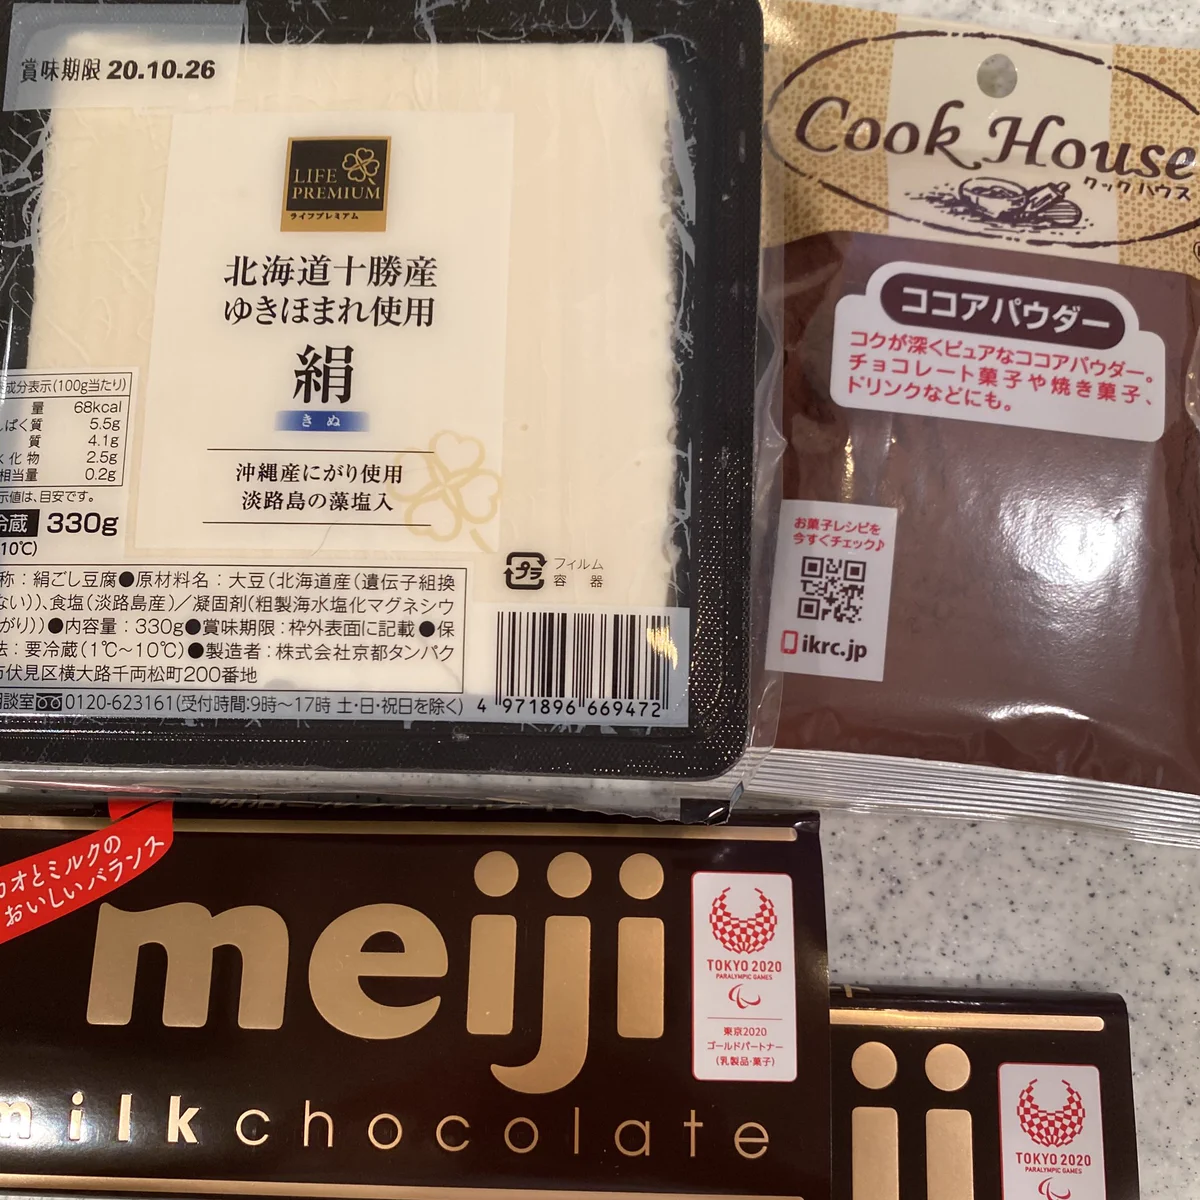 賞味期限 20.10.26
LIFE
PREMIUM
ライフプレミアム
北海道十勝産
ゆきほまれ使用
絹
きぬ
沖縄産にがり使用
淡路島の藻塩入
成分表示(100g当たり)
量 68kcal
ぱく質 5.5g
質 4.1g
化物 2.5g
相当量 0.2g
示値は、目安です。
冷蔵 330g
10℃)
称:絹ごし豆腐●原材料名:大豆(北海道産(遺伝子組換
ない))、食塩(淡路島産)/凝固剤(粗製海水塩化マグネシウ
がり))●内容量:330g●賞味期限:枠外表面に記載●保
法:要冷蔵(1℃~10℃)●製造者:株式会社京都タンパク
伏見区横大路千両松町200番地
談室 0120-623161(受付時間:9時~17時 土・日・祝日を除く)
プラ
フィルム
容器
4 971896 669472
Cook House
クックハウス
ココアパウダー
コクが深くピュアなココアパウダー。
チョコレート菓子や焼き菓子、
ドリンクなどにも。
お菓子レシピを
今すぐチェック♪
ikrc.jp
カオとミルクの
おいしいバランス
meiji
milk chocolate
TOKYO 2020
PARALYMPIC GAMES
東京2020
ゴールドパートナー
(乳製品・菓子)
iji
TOKYO 2020
PARALYMPIC GAMES